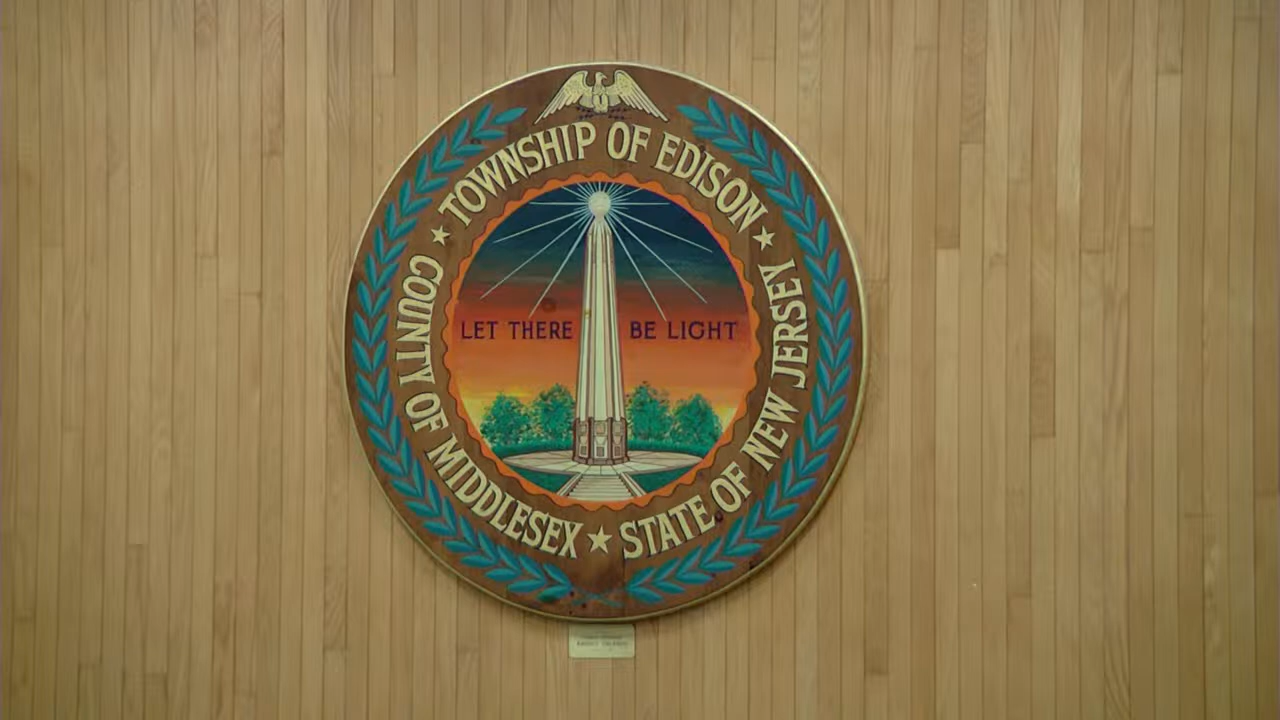 TOWNSHIP OF EDISON
COUNTY OF MIDDLESEX ★ STATE OF NEW JERSEY
LET THERE BE LIGHT